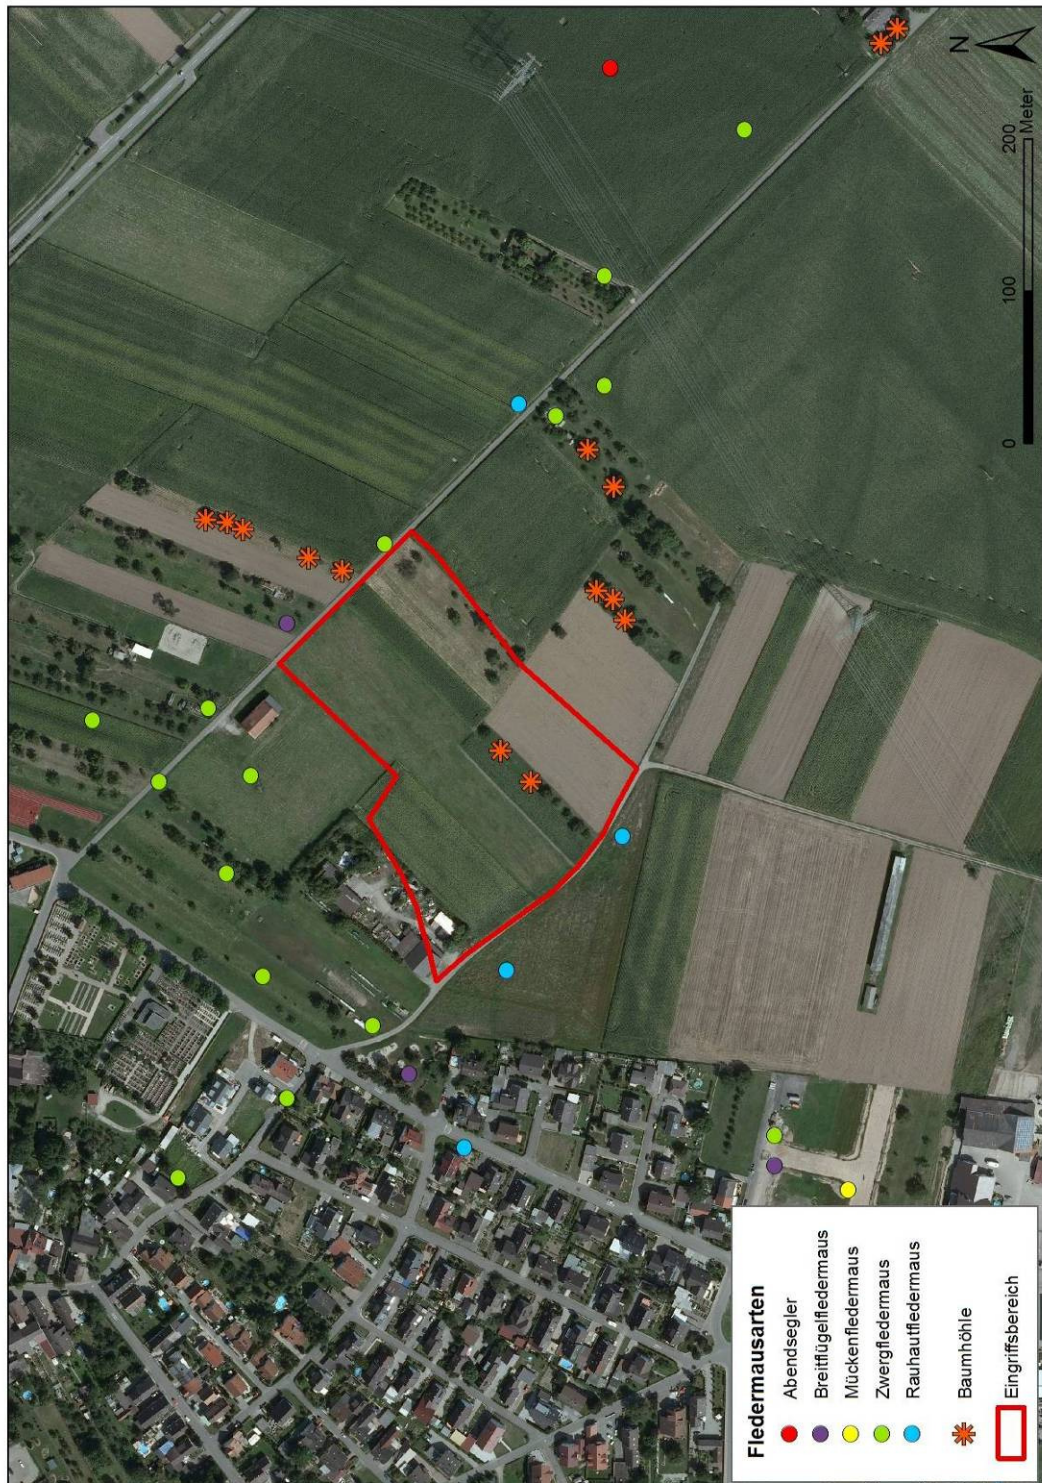 N
0 100 200
Meter
Fledermausarten
Abendsegler
Breitflügelfledermaus
Mückenfledermaus
Zwergfledermaus
Rauhautfledermaus
Baumhöhle
Eingriffsbereich